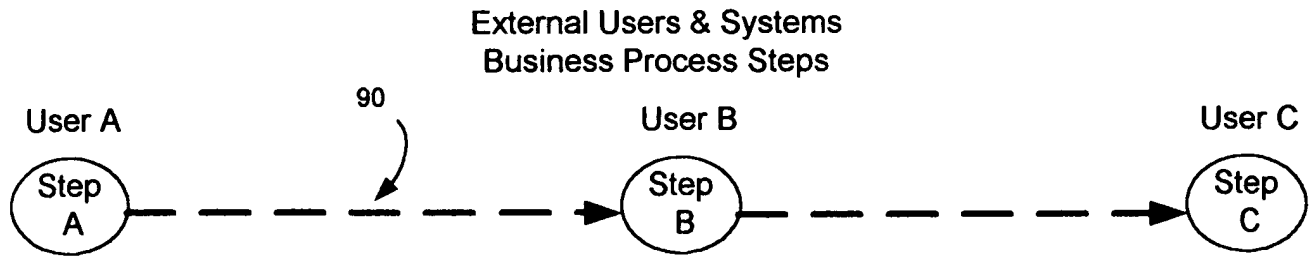 External Users & Systems
Business Process Steps
90
User A
User B
User C
Step
A
Step
B
Step
C